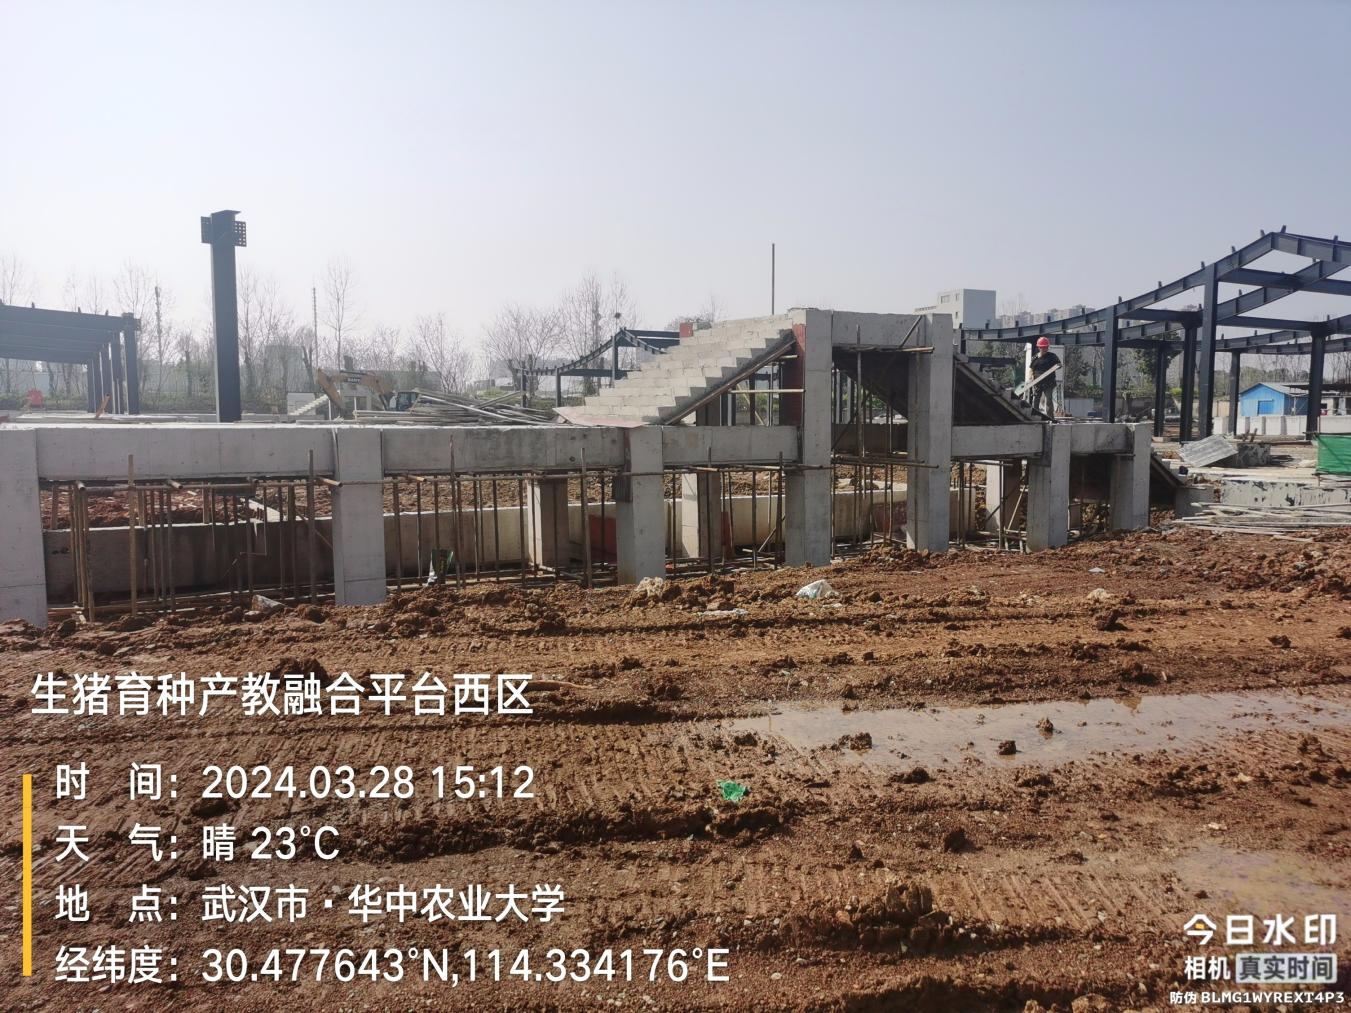 生猪育种产教融合平台西区
时 间：2024.03.28 15:12
天 气：晴 23℃
地 点：武汉市·华中农业大学
经纬度：30.477643°N,114.334176°E
今日水印
相机 真实时间
防伪 BLMG1WYREXT4P3